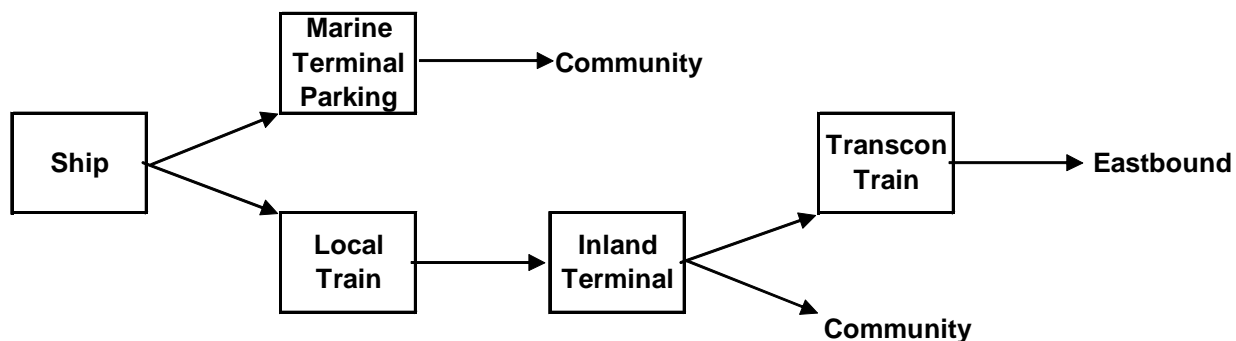 Marine
Terminal
Parking
Community
Ship
Transcon
Train
Eastbound
Local
Train
Inland
Terminal
Community